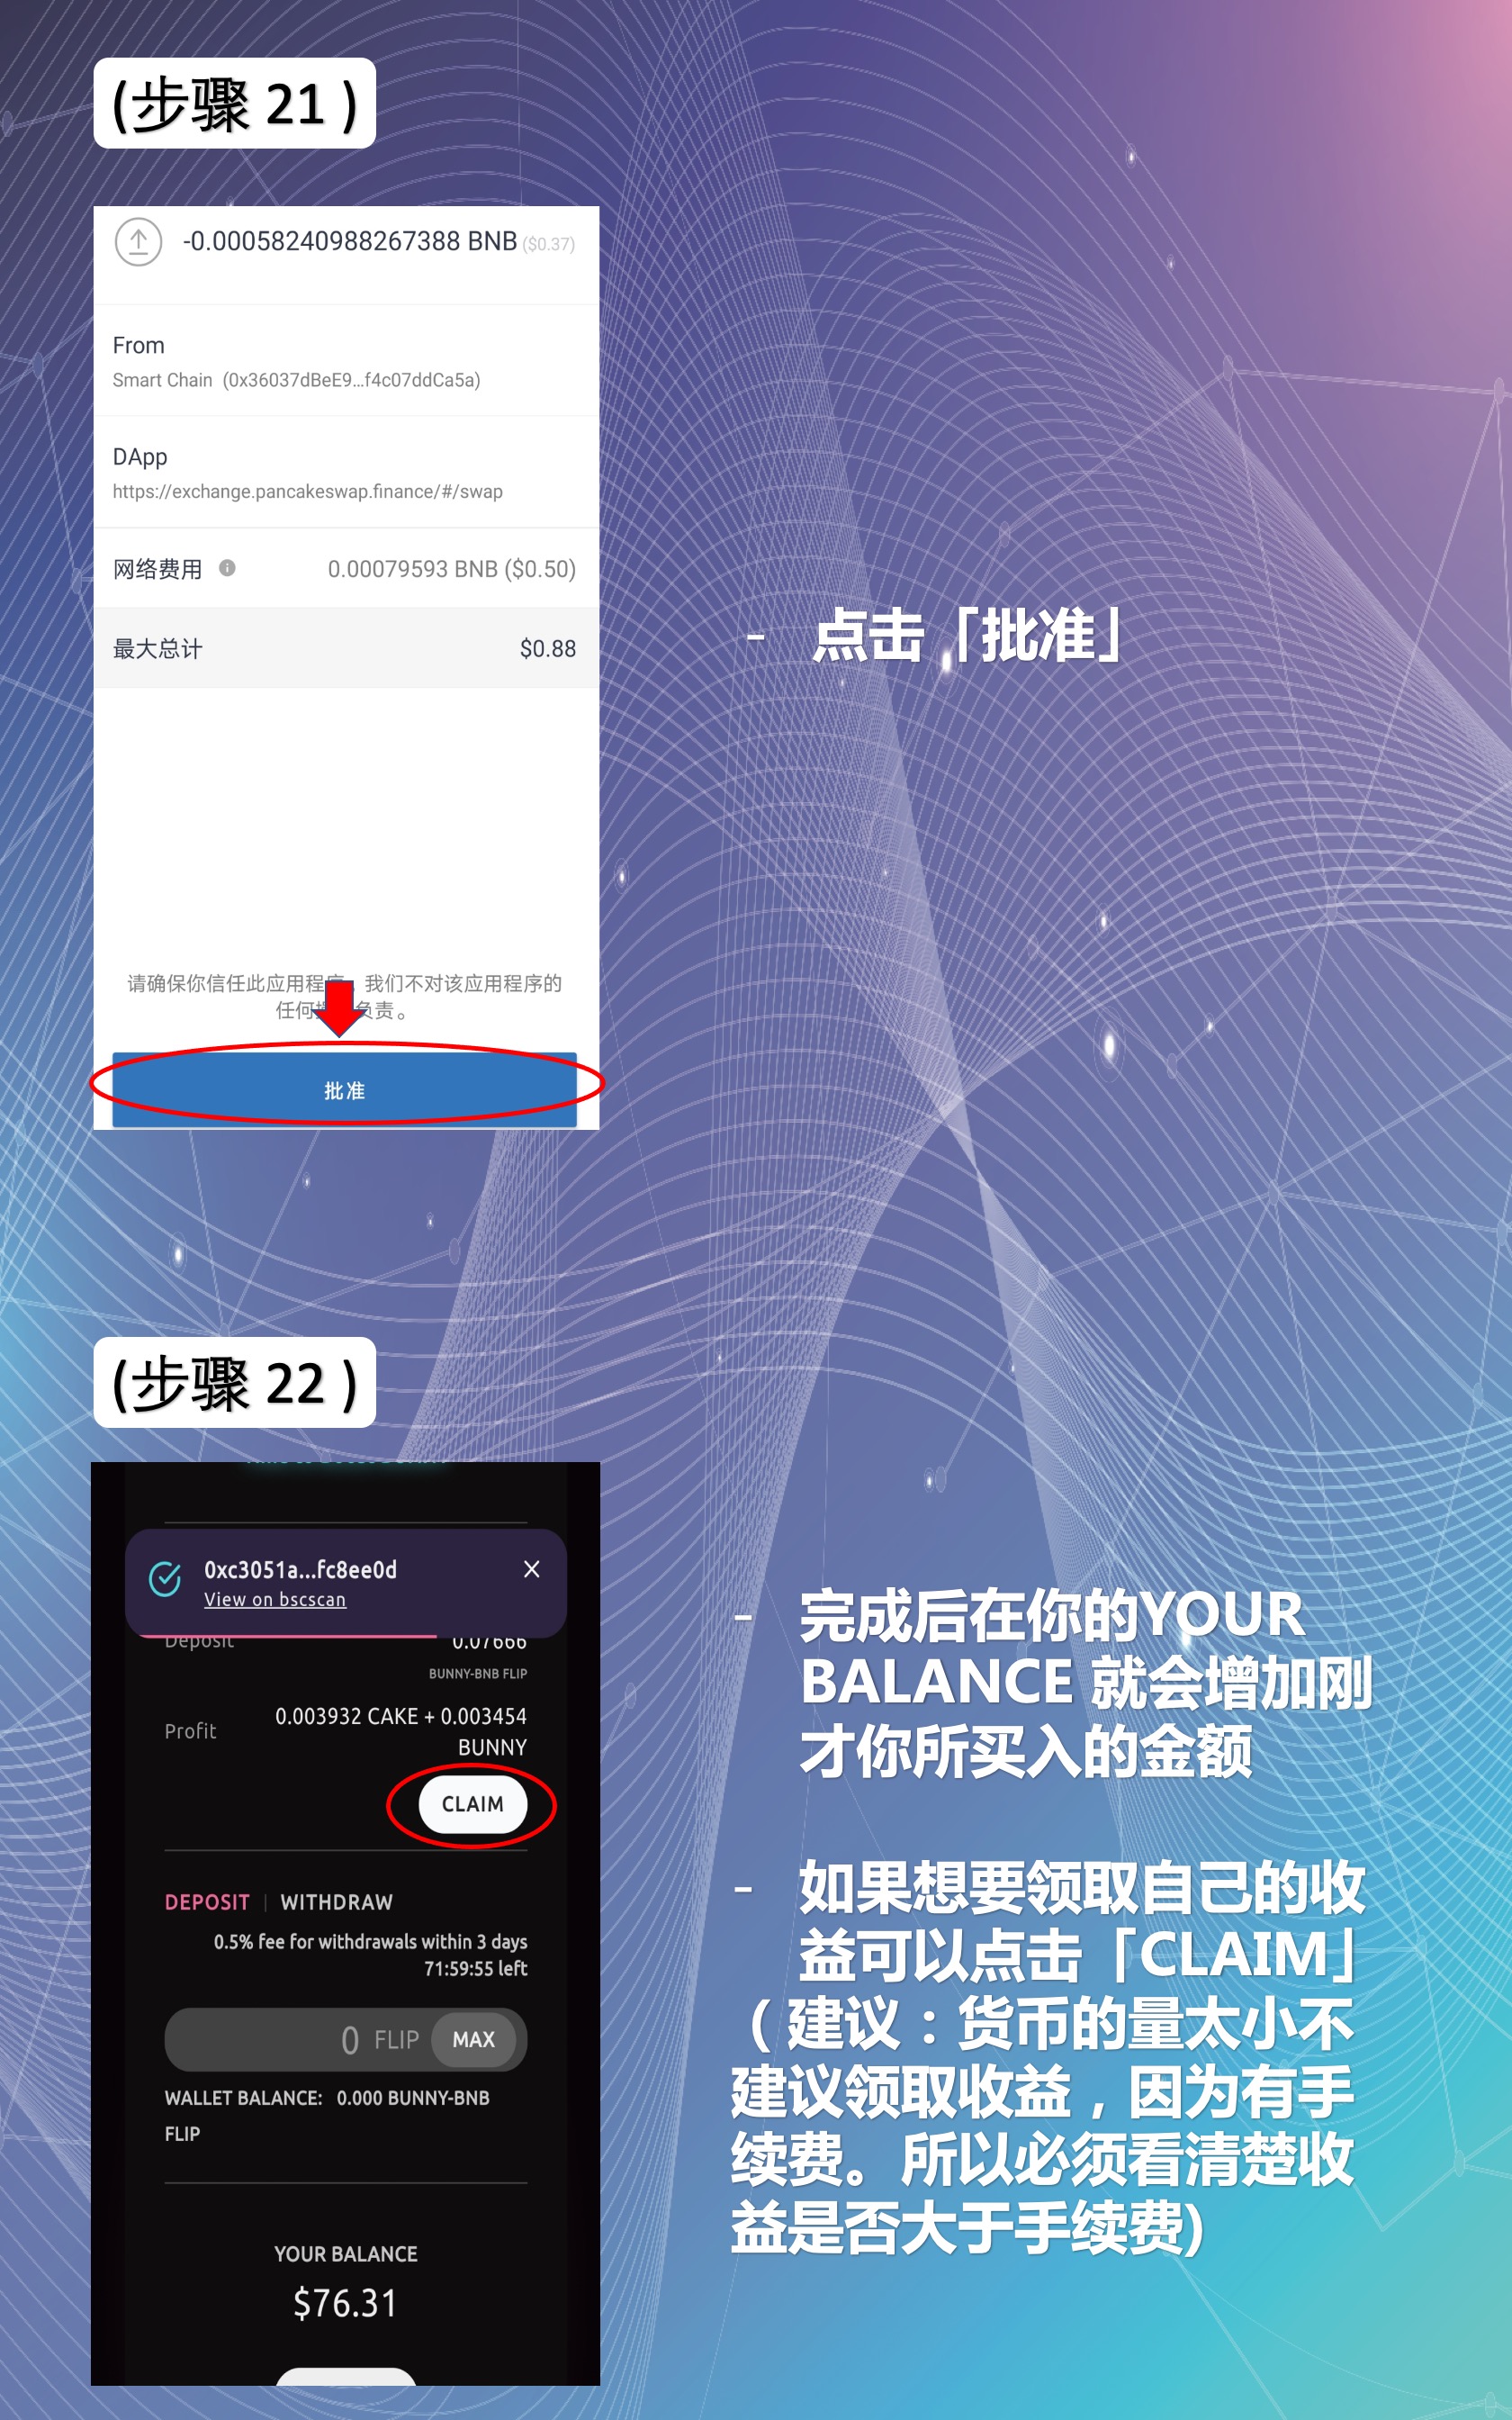 (步骤 21 )
-0.00058240988267388 BNB ($0.37)
From
Smart Chain (0x36037dBeE9...f4c07ddCa5a)
DApp
https://exchange.pancakeswap.finance/#/swap
网络费用 0.00079593 BNB ($0.50)
最大总计 $0.88
请确保你信任此应用程 我们不对该应用程序的
任何 负责。
批准
- 点击「批准」
(步骤 22 )
0xc3051a...fc8ee0d X
View on bscscan
Deposit 0.07666
BUNNY-BNB FLIP
Profit 0.003932 CAKE + 0.003454
BUNNY
CLAIM
DEPOSIT | WITHDRAW
0.5% fee for withdrawals within 3 days
71:59:55 left
0 FLIP MAX
WALLET BALANCE: 0.000 BUNNY-BNB
FLIP
YOUR BALANCE
$76.31
- 完成后在你的YOUR
BALANCE 就会增加刚
才你所买入的金额
- 如果想要领取自己的收
益可以点击「CLAIM」
( 建议：货币的量太小不
建议领取收益，因为有手
续费。所以必须看清楚收
益是否大于手续费)